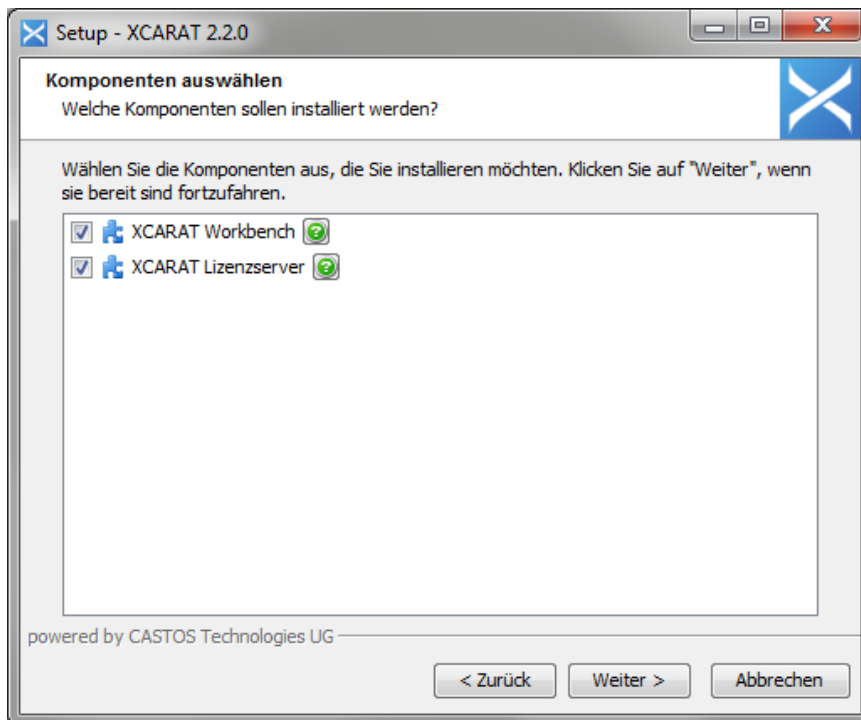 Setup - XCARAT 2.2.0
Komponenten auswählen
Welche Komponenten sollen installiert werden?
Wählen Sie die Komponenten aus, die Sie installieren möchten. Klicken Sie auf "Weiter", wenn
sie bereit sind fortzufahren.
XCARAT Workbench
XCARAT Lizenzserver
powered by CASTOS Technologies UG
< Zurück
Weiter >
Abbrechen